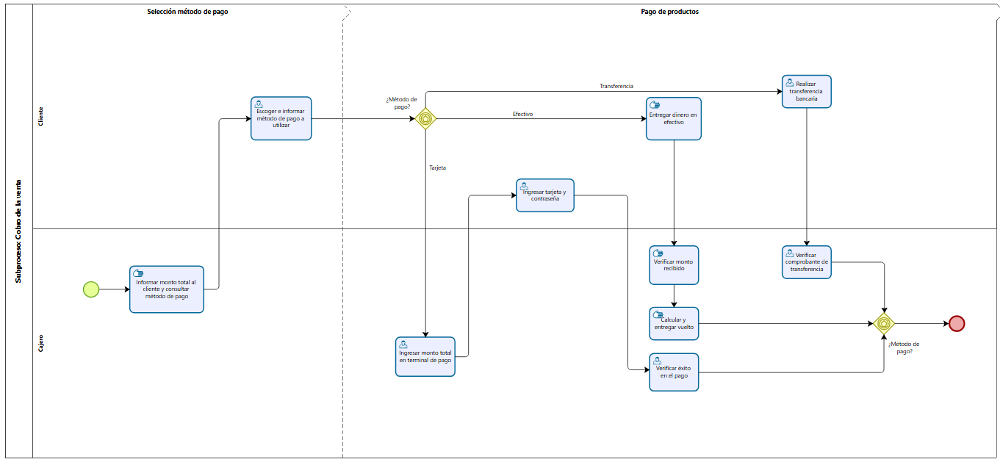 Selección método de pago
Pago de productos
Subproceso: Cobro de la venta
Cliente
Cajero
Informar monto total al
cliente y consultar
método de pago
Escoger e informar
método de pago a
utilizar
¿Método de
pago?
Transferencia
Efectivo
Tarjeta
Realizar
transferencia
bancaria
Entregar dinero en
efectivo
Ingresar tarjeta y
contraseña
Verificar monto
recibido
Verificar
comprobante de
transferencia
Calcular y
entregar vuelto
Ingresar monto total
en terminal de pago
Verificar éxito
en el pago
¿Método de
pago?